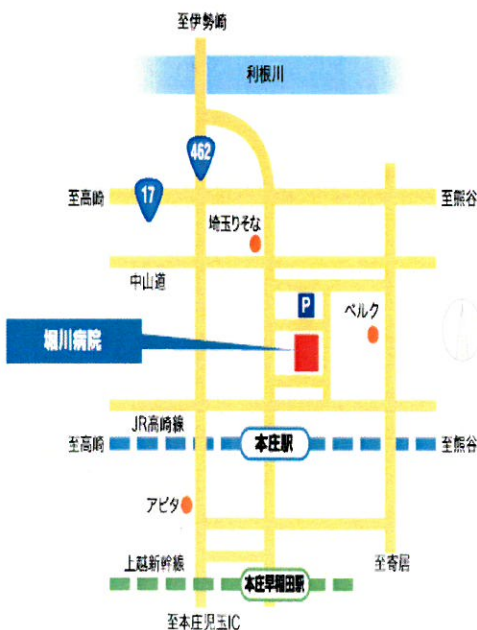 至伊勢崎
利根川
462
17
至高崎
至熊谷
埼玉りそな
中山道
P
ベルク
堀川病院
JR高崎線
至高崎
本庄駅
至熊谷
アピタ
上越新幹線
至寄居
本庄早稲田駅
至本庄児玉IC